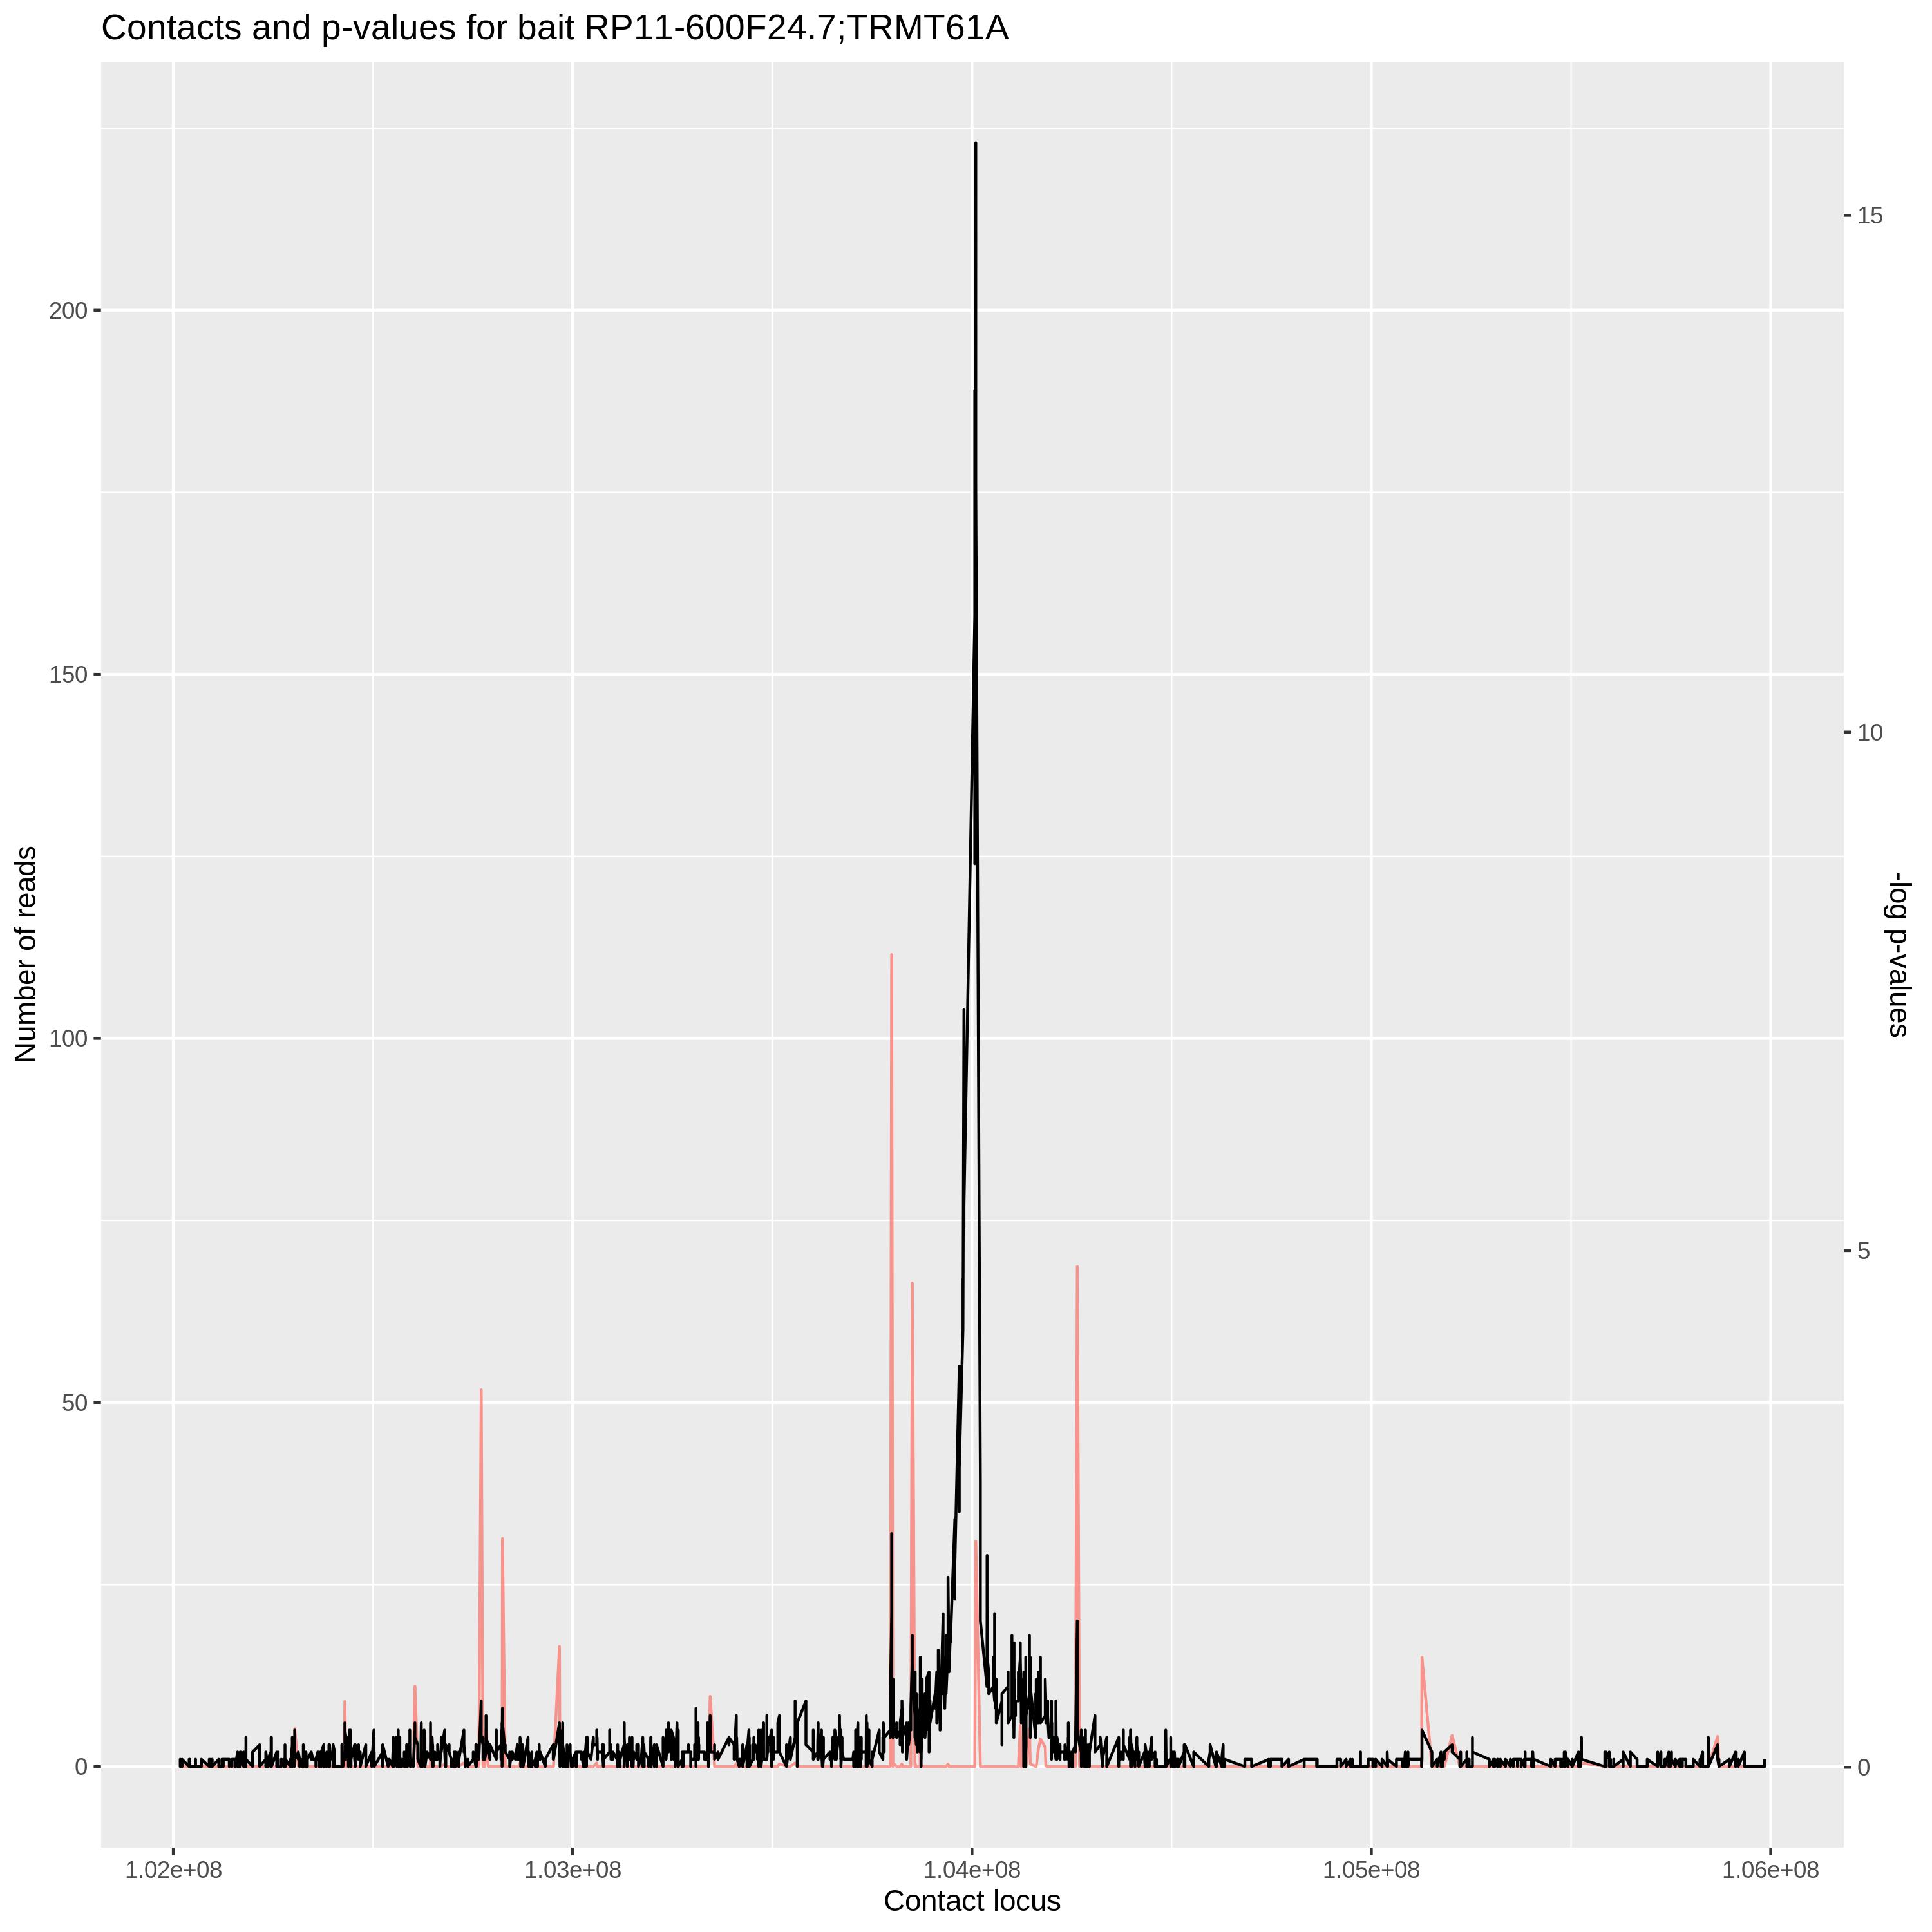 Contacts and p-values for bait RP11-600F24.7;TRMT61A
200
150
100
50
0
15
10
5
0
Number of reads
-log p-values
1.02e+08
1.03e+08
1.04e+08
1.05e+08
1.06e+08
Contact locus